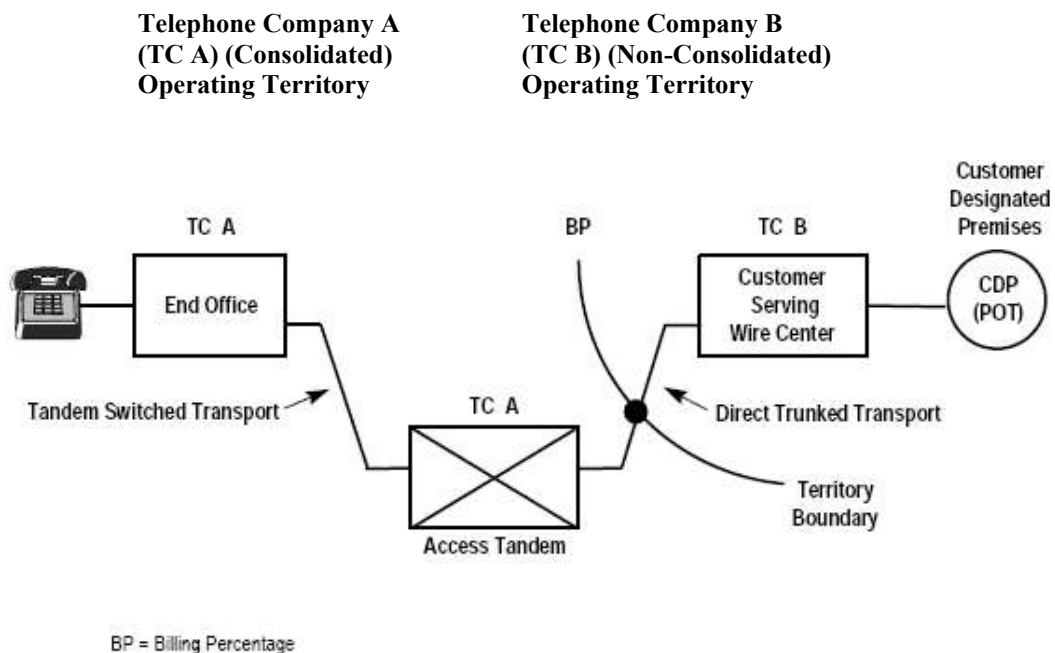 Telephone Company A
(TC A) (Consolidated)
Operating Territory
Telephone Company B
(TC B) (Non-Consolidated)
Operating Territory
Customer
Designated
Premises
TC A
BP
TC B
End Office
Customer
Serving
Wire Center
CDP
(POT)
Tandem Switched Transport
TC A
Direct Trunked Transport
Territory
Boundary
Access Tandem
BP = Billing Percentage